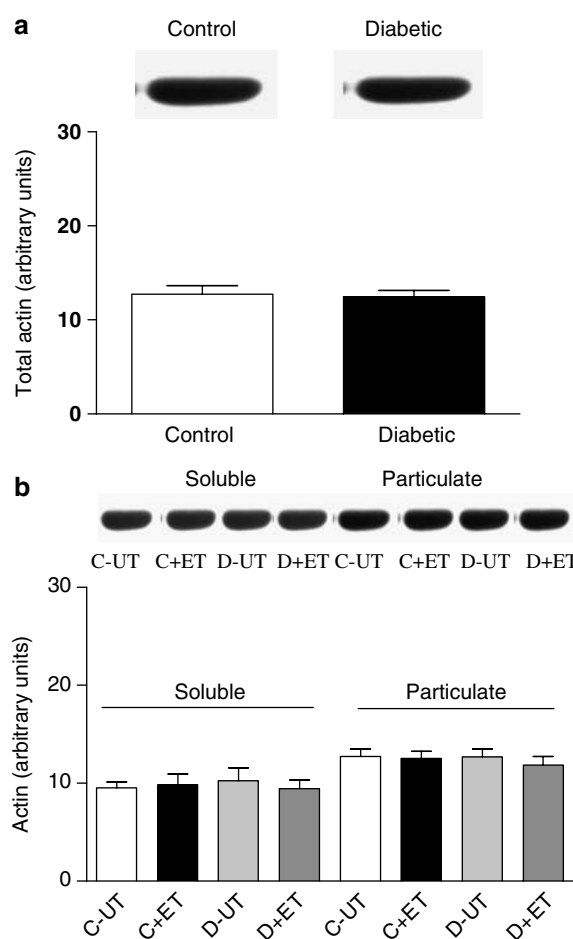 a
Control Diabetic
Total actin (arbitrary units)
30
20
10
0
Control Diabetic
b
Soluble Particulate
C-UT C+ET D-UT D+ET C-UT C+ET D-UT D+ET
Actin (arbitrary units)
30
20
10
0
Soluble Particulate
C-UT C+ET D-UT D+ET C-UT C+ET D-UT D+ET